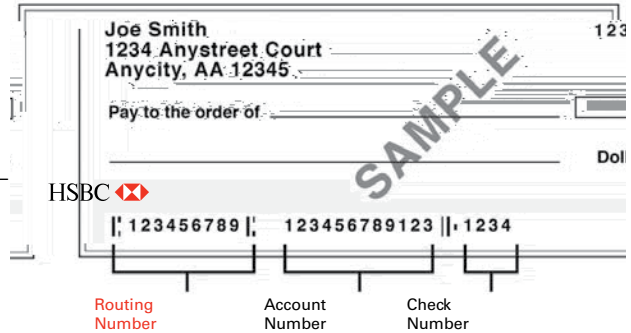 Joe Smith
123
1234 Anystreet Court
Anycity, AA 12345
Pay to the order of
SAMPLE
Doll
HSBC
123456789
123456789123
1234
Routing
Number
Account
Number
Check
Number